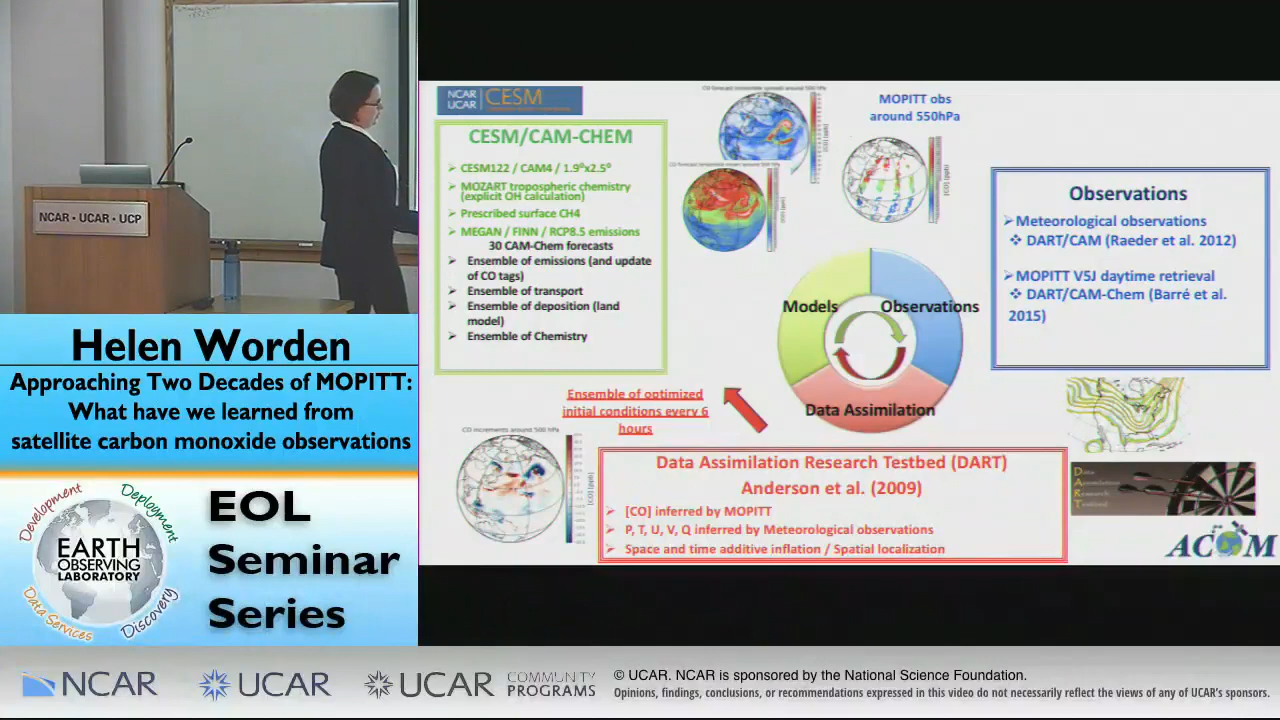 NCAR • UCAR • UCP
Helen Worden
Approaching Two Decades of MOPITT:
What have we learned from
satellite carbon monoxide observations
Development
Deployment
EARTH
OBSERVING
LABORATORY
Data Services
Discovery
EOL
Seminar
Series
NCAR
UCAR
CESM
CESM/CAM-CHEM
➢ CESM122 / CAM4 / 1.9⁰x2.5⁰
➢ MOZART tropospheric chemistry
(explicit OH calculation)
➢ Prescribed surface CH4
➢ MEGAN / FINN / RCP8.5 emissions
30 CAM-Chem forecasts
➢ Ensemble of emissions (and update
of CO tags)
➢ Ensemble of transport
➢ Ensemble of deposition (land
model)
➢ Ensemble of Chemistry
MOPITT obs
around 550hPa
Models
Observations
Data Assimilation
Observations
➢Meteorological observations
❖ DART/CAM (Raeder et al. 2012)
➢MOPITT V5J daytime retrieval
❖ DART/CAM-Chem (Barré et al.
2015)
Ensemble of optimized
initial conditions every 6
hours
CO increments around 500 hPa
Data Assimilation Research Testbed (DART)
Anderson et al. (2009)
➢ [CO] inferred by MOPITT
➢ P, T, U, V, Q inferred by Meteorological observations
➢ Space and time additive inflation / Spatial localization
Data
Assimilation
Research
Testbed
ACOM
NCAR
UCAR
UCAR
COMMUNITY
PROGRAMS
© UCAR. NCAR is sponsored by the National Science Foundation.
Opinions, findings, conclusions, or recommendations expressed in this video do not necessarily reflect the views of any of UCAR's sponsors.